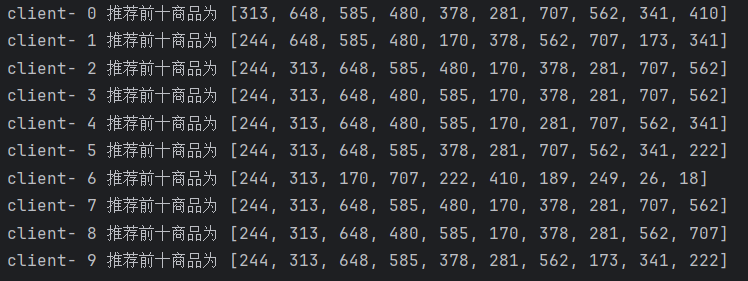 client- 0 推荐前十商品为 [313, 648, 585, 480, 378, 281, 707, 562, 341, 410]
client- 1 推荐前十商品为 [244, 648, 585, 480, 170, 378, 562, 707, 173, 341]
client- 2 推荐前十商品为 [244, 313, 648, 585, 480, 170, 378, 281, 707, 562]
client- 3 推荐前十商品为 [244, 313, 648, 480, 585, 170, 378, 281, 707, 562]
client- 4 推荐前十商品为 [244, 313, 648, 480, 585, 170, 281, 707, 562, 341]
client- 5 推荐前十商品为 [244, 313, 648, 585, 378, 281, 707, 562, 341, 222]
client- 6 推荐前十商品为 [244, 313, 170, 707, 222, 410, 189, 249, 26, 18]
client- 7 推荐前十商品为 [244, 313, 648, 585, 480, 170, 378, 281, 707, 562]
client- 8 推荐前十商品为 [244, 313, 648, 480, 585, 170, 378, 281, 562, 707]
client- 9 推荐前十商品为 [244, 313, 648, 585, 378, 281, 562, 173, 341, 222]